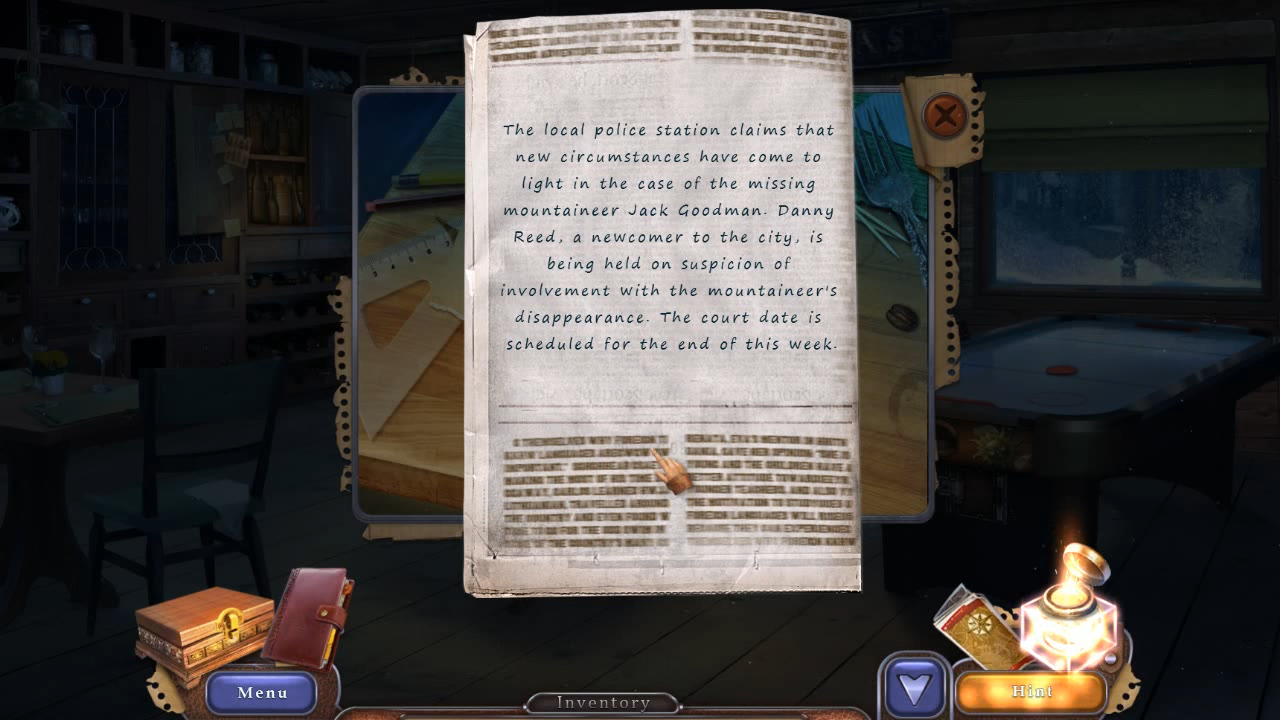 The local police station claims that
new circumstances have come to
light in the case of the missing
mountaineer Jack Goodman. Danny
Reed, a newcomer to the city, is
being held on suspicion of
involvement with the mountaineer's
disappearance. The court date is
scheduled for the end of this week.
Menu
Inventory
Hint